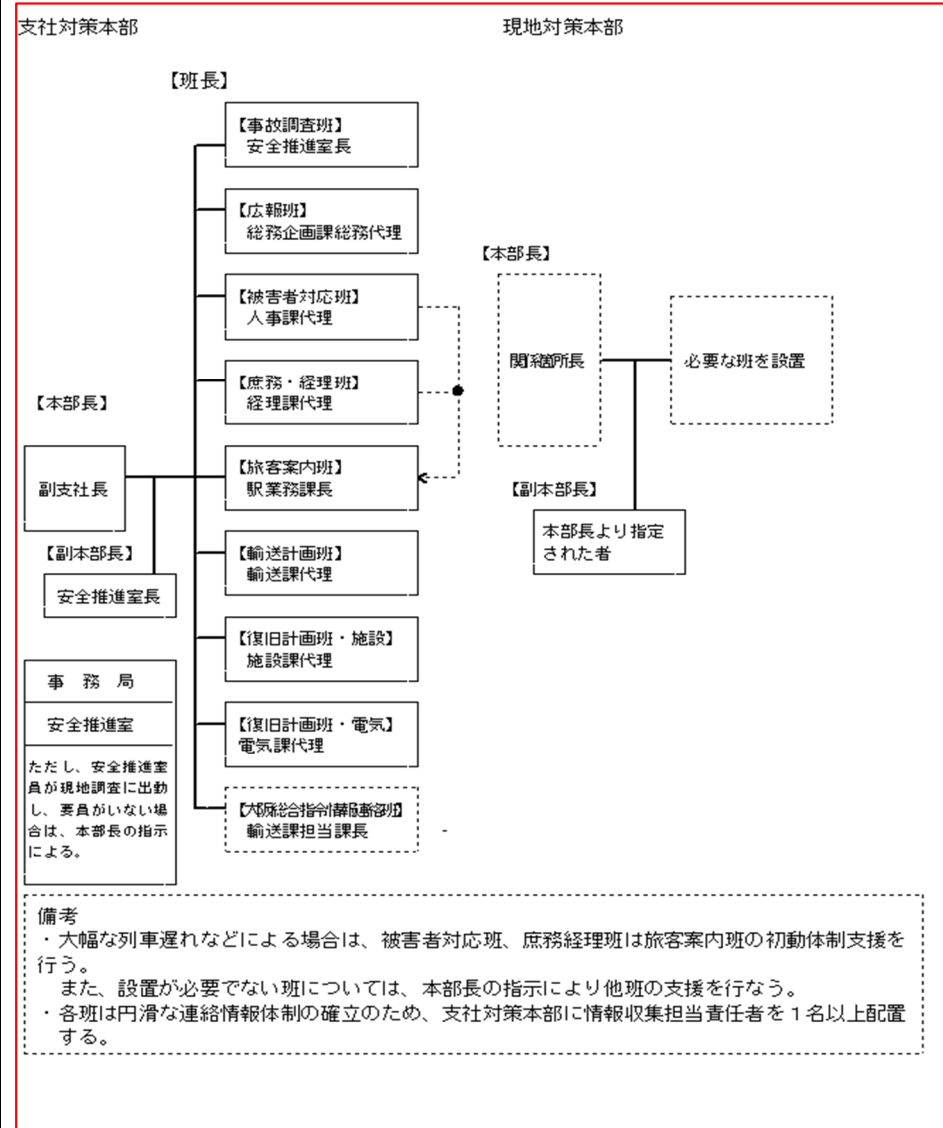 支社対策本部
現地対策本部
【班長】
【事故調査班】
安全推進室長
【広報班】
総務企画課総務代理
【被害者対応班】
人事課代理
【庶務・経理班】
経理課代理
【本部長】
副支社長
【旅客案内班】
駅業務課長
【副本部長】
安全推進室長
【輸送計画班】
輸送課代理
【復旧計画班・施設】
施設課代理
【復旧計画班・電気】
電気課代理
【大阪総合指令情報連絡班】
輸送課担当課長
-
事　務　局
安全推進室
ただし、安全推進室
員が現地調査に出動
し、要員がいない場
合は、本部長の指示
による。
【本部長】
関係箇所長
必要な班を設置
【副本部長】
本部長より指定
された者
備考
・大幅な列車遅れなどによる場合は、被害者対応班、庶務経理班は旅客案内班の初動体制支援を
行う。
また、設置が必要でない班については、本部長の指示により他班の支援を行なう。
・各班は円滑な連絡情報体制の確立のため、支社対策本部に情報収集担当責任者を１名以上配置
する。